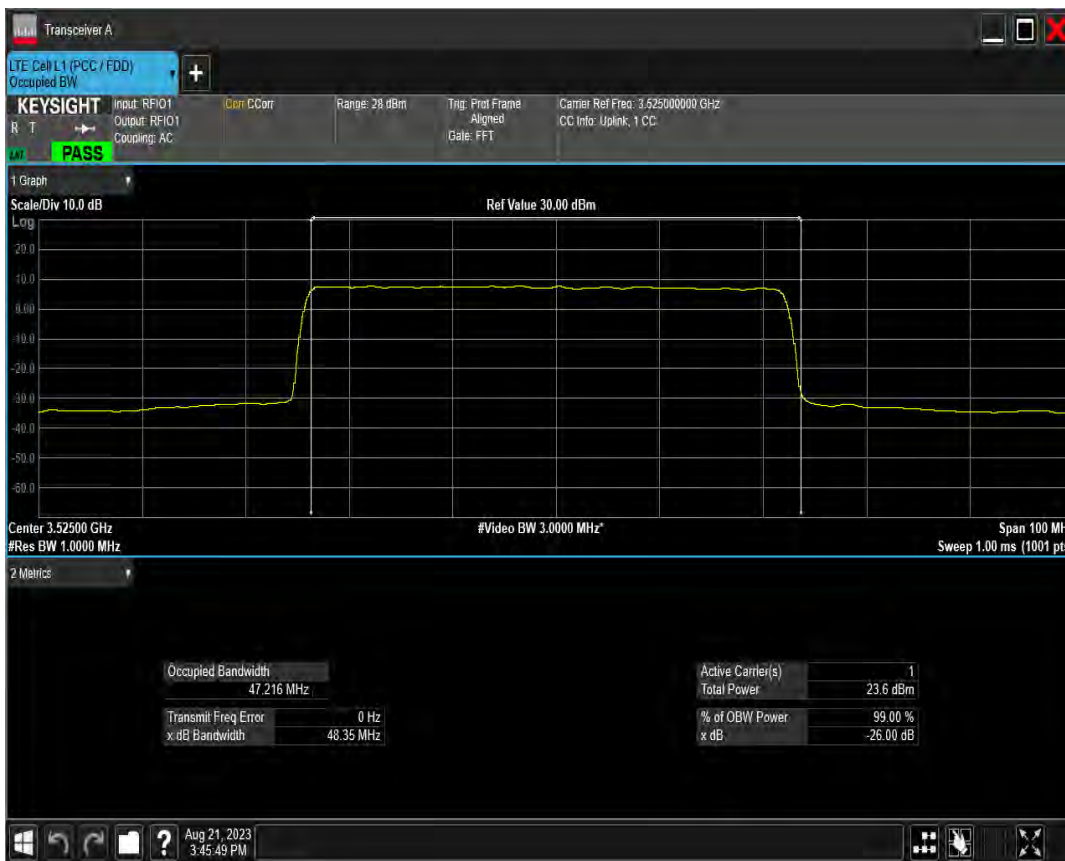 Transceiver A
LTE Cell L1 (PCC / FDD)
Occupied BW
KEYSIGHT
R T
PASS
Input: RFIO1
Output: RFIO1
Coupling: AC
Corr CCorr
Range: 28 dBm
Trig: Prot Frame
Aligned
Gate: FFT
Carrier Ref Freq: 3.525000000 GHz
CC Info: Uplink, 1 CC
1 Graph
Scale/Div 10.0 dB
Ref Value 30.00 dBm
Log
20.0
10.0
0.00
-10.0
-20.0
-30.0
-40.0
-50.0
-60.0
Center 3.52500 GHz
#Video BW 3.0000 MHz*
Span 100 MH
#Res BW 1.0000 MHz
Sweep 1.00 ms (1001 pts
2 Metrics
Occupied Bandwidth
47.216 MHz
Transmit Freq Error 0 Hz
x dB Bandwidth 48.35 MHz
Active Carrier(s) 1
Total Power 23.6 dBm
% of OBW Power 99.00 %
x dB -26.00 dB
?
Aug 21, 2023
3:45:49 PM